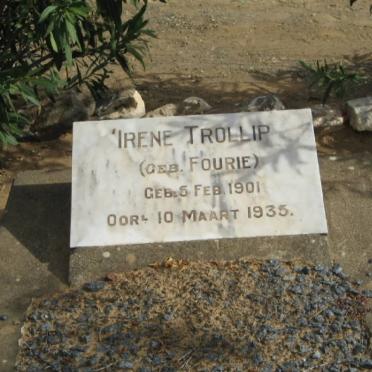 IRENE TROLLIP
(GEB. FOURIE)
GEB. 5 FEB. 1901
OORL. 10 MAART 1935.